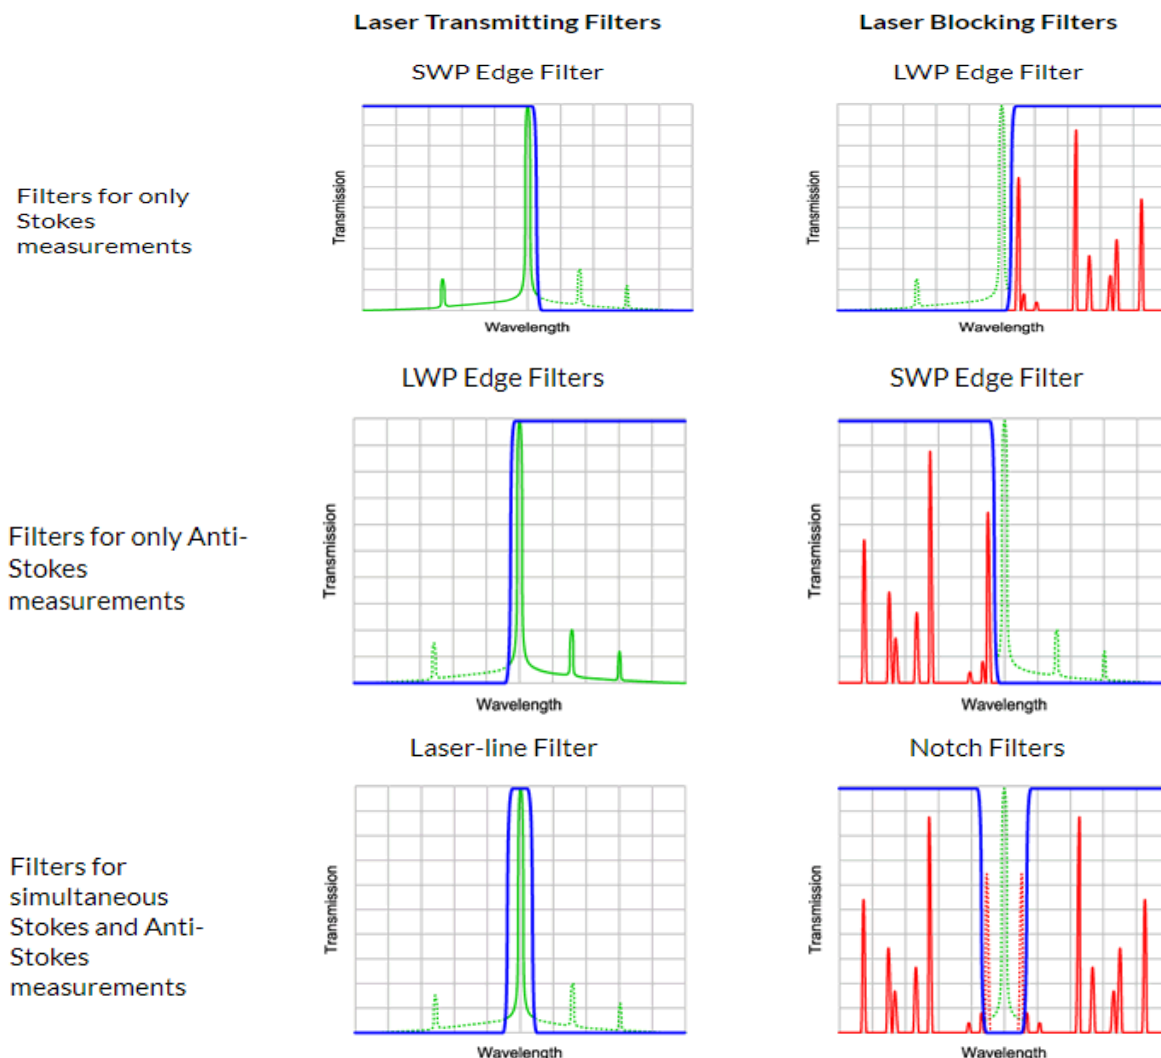 Laser Transmitting Filters
Laser Blocking Filters
SWP Edge Filter
LWP Edge Filter
Filters for only
Stokes
measurements
Transmission
Wavelength
Transmission
Wavelength
LWP Edge Filters
SWP Edge Filter
Filters for only Anti-
Stokes
measurements
Transmission
Wavelength
Transmission
Wavelength
Laser-line Filter
Notch Filters
Filters for
simultaneous
Stokes and Anti-
Stokes
measurements
Transmission
Wavelength
Transmission
Wavelength